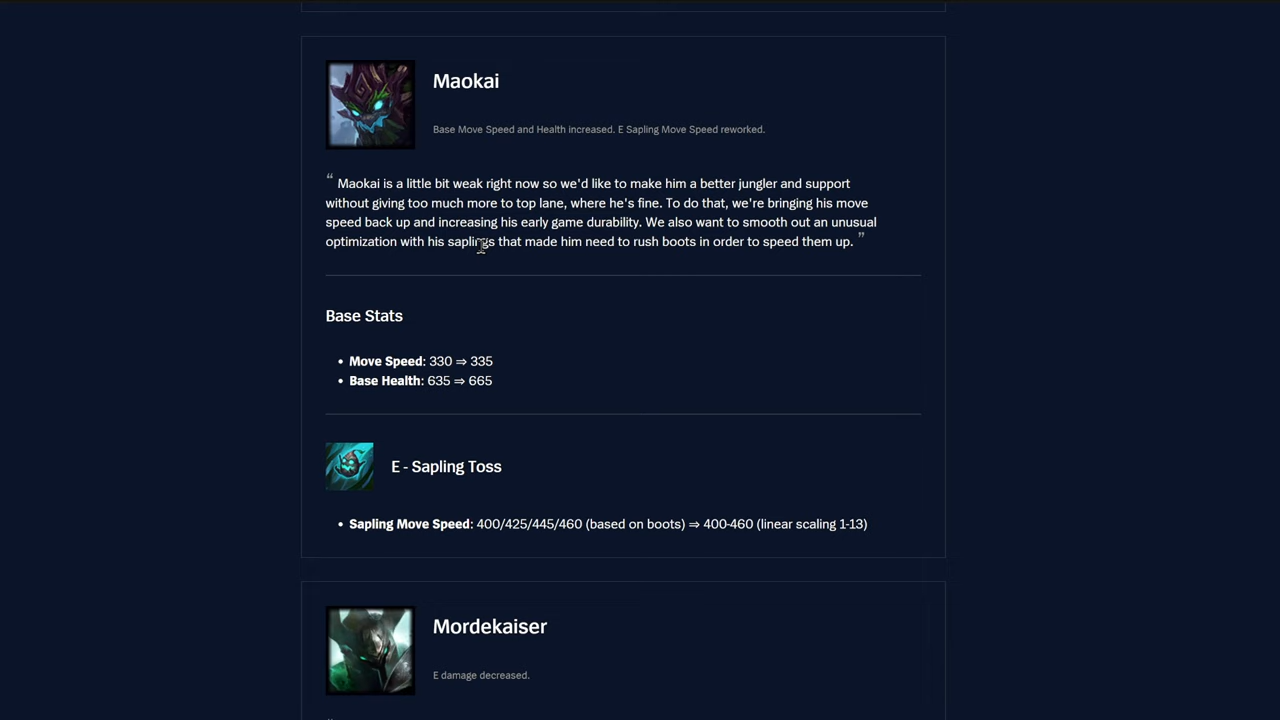 Maokai
Base Move Speed and Health increased. E Sapling Move Speed reworked.
“ Maokai is a little bit weak right now so we'd like to make him a better jungler and support
without giving too much more to top lane, where he's fine. To do that, we're bringing his move
speed back up and increasing his early game durability. We also want to smooth out an unusual
optimization with his saplings that made him need to rush boots in order to speed them up. ”
Base Stats
• Move Speed: 330 ⇒ 335
• Base Health: 635 ⇒ 665
E - Sapling Toss
• Sapling Move Speed: 400/425/445/460 (based on boots) ⇒ 400-460 (linear scaling 1-13)
Mordekaiser
E damage decreased.